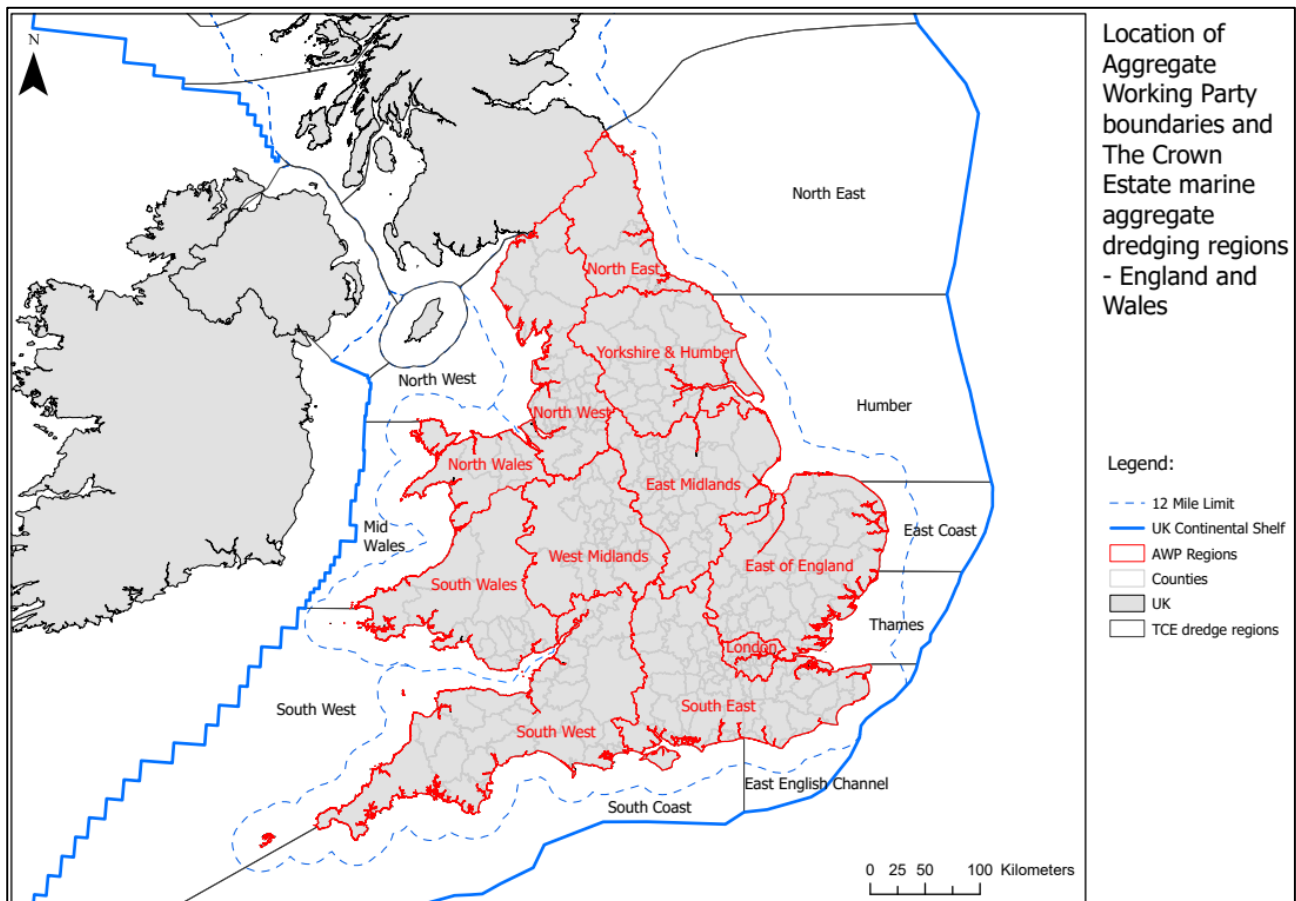 Location of
Aggregate
Working Party
boundaries and
The Crown
Estate marine
aggregate
dredging regions
- England and
Wales
N
North East
North East
Yorkshire & Humber
North West
Humber
North West
North Wales
East Midlands
Mid
Wales
East Coast
West Midlands
East of England
South Wales
Thames
London
South West
South East
South West
East English Channel
South Coast
0 25 50 100 Kilometers
Legend:
12 Mile Limit
UK Continental Shelf
AWP Regions
Counties
UK
TCE dredge regions